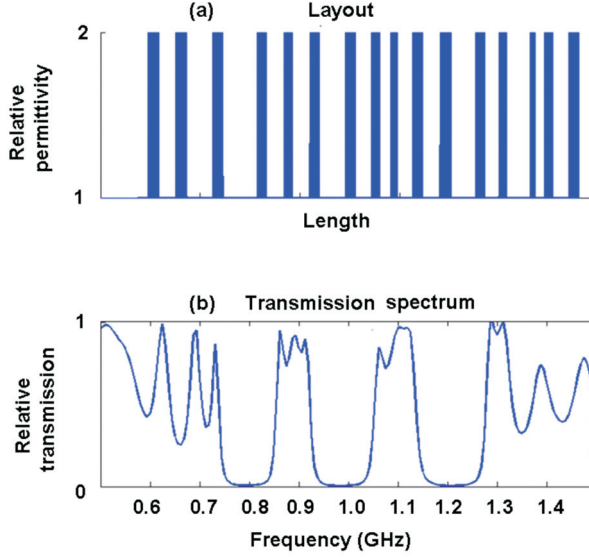 (a) Layout
2
Relative permittivity
1
Length
(b) Transmission spectrum
1
Relative transmission
0
0.6 0.7 0.8 0.9 1.0 1.1 1.2 1.3 1.4
Frequency (GHz)